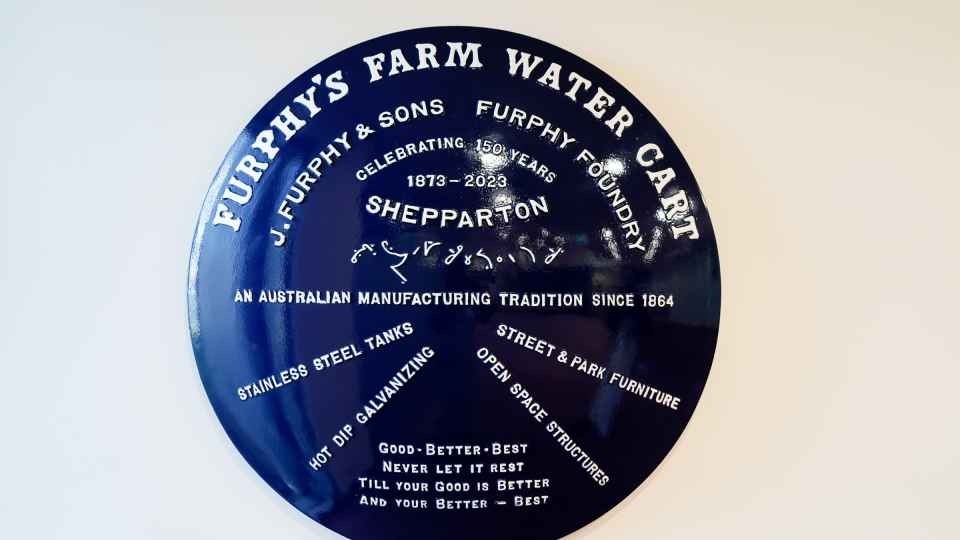 FURPHY'S FARM WATER CART
J. FURPHY & SONS
FURPHY FOUNDRY
CELEBRATING 150 YEARS
1873-2023
SHEPPARTON
AN AUSTRALIAN MANUFACTURING TRADITION SINCE 1864
STAINLESS STEEL TANKS
HOT DIP GALVANIZING
STREET & PARK FURNITURE
OPEN SPACE STRUCTURES
GOOD-BETTER-BEST
NEVER LET IT REST
TILL YOUR GOOD IS BETTER
AND YOUR BETTER – BEST